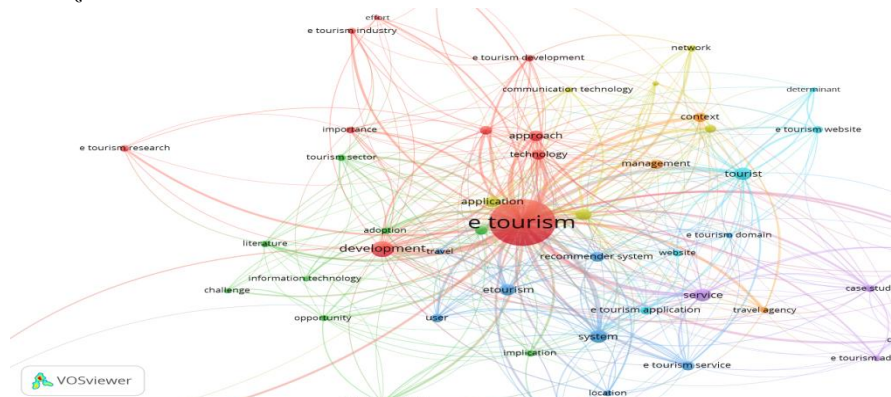 effort
e tourism industry
network
e tourism development
communication technology
determinant
context
importance
approach
e tourism website
e tourism research
tourism sector
technology
management
tourist
application
e tourism
adoption
e tourism domain
literature
development
travel
recommender system
website
information technology
challenge
etourism
service
case stud
opportunity
user
e tourism application
travel agency
system
implication
e tourism service
e tourism ad
location
VOSviewer